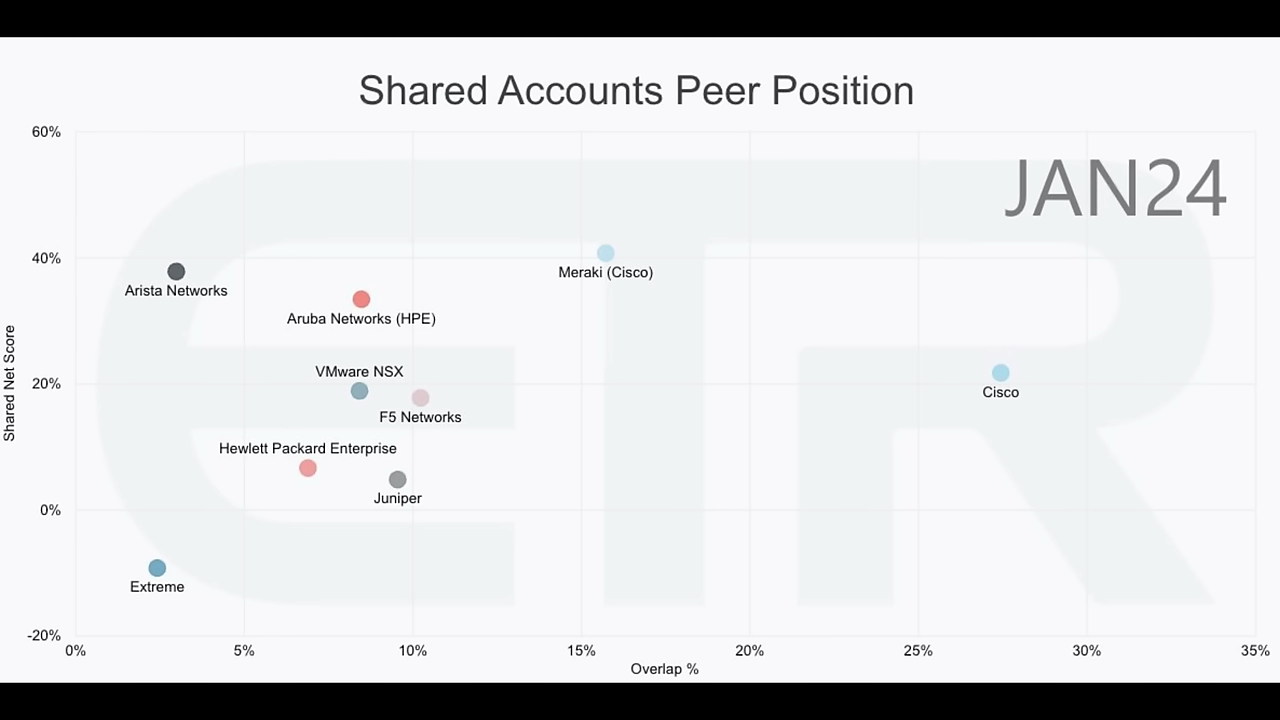 Shared Accounts Peer Position
60%
JAN24
40%
Meraki (Cisco)
Arista Networks
Aruba Networks (HPE)
Shared Net Score
VMware NSX
20%
Cisco
F5 Networks
Hewlett Packard Enterprise
Juniper
0%
Extreme
-20%
0% 5% 10% 15% 20% 25% 30% 35%
Overlap %
ETR